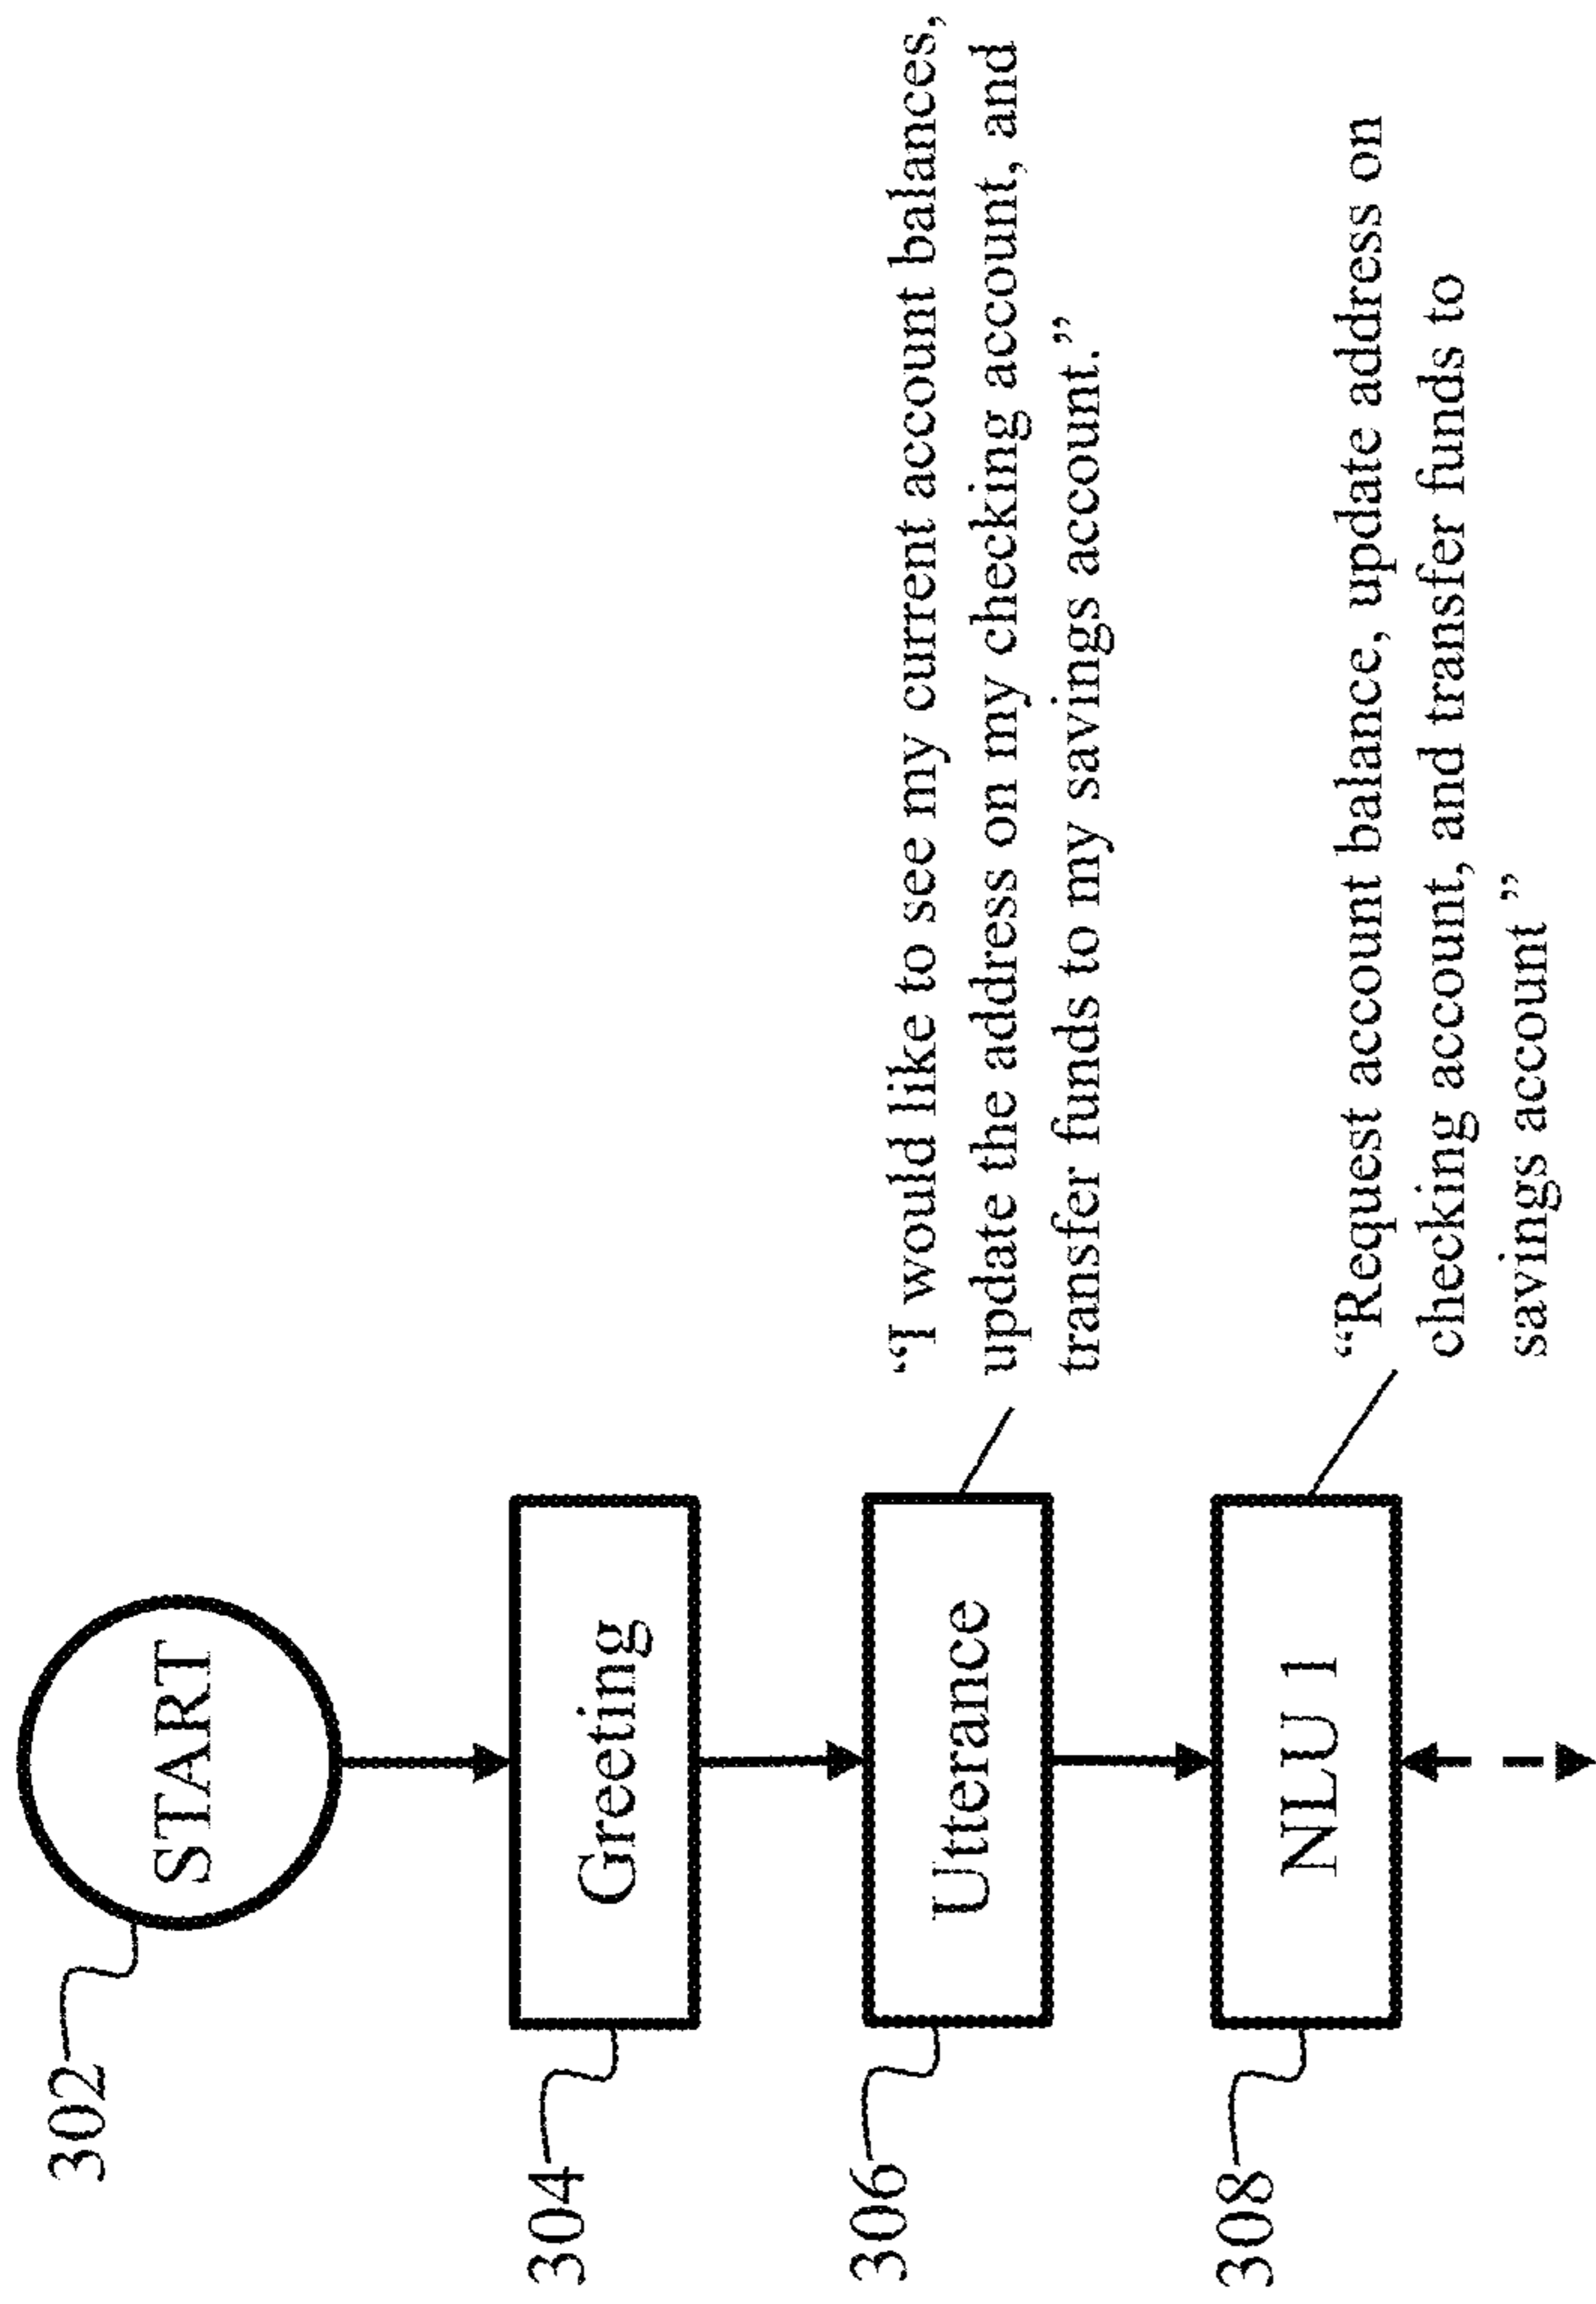 302
START
304
Greeting
306
Utterance
“I would like to see my current account balances,
update the address on my checking account, and
transfer funds to my savings account.”
308
NLU 1
“Request account balance, update address on
checking account, and transfer funds to
savings account ”